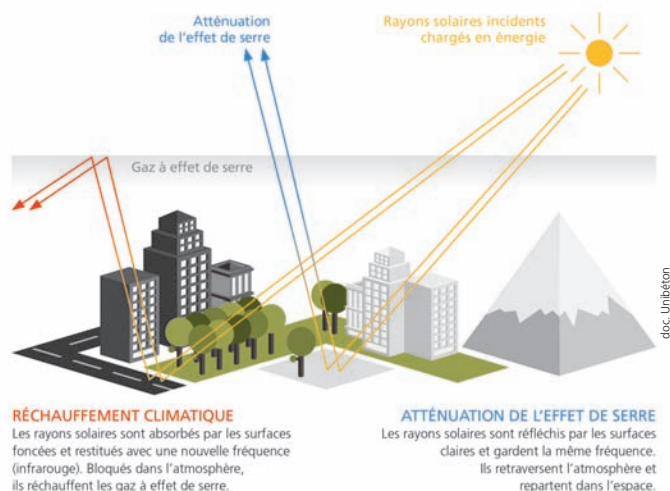 Atténuation
de l'effet de serre
Rayons solaires incidents
chargés en énergie
Gaz à effet de serre
doc. Unibéton
RÉCHAUFFEMENT CLIMATIQUE
Les rayons solaires sont absorbés par les surfaces
foncées et restitués avec une nouvelle fréquence
(infrarouge). Bloqués dans l'atmosphère,
ils réchauffent les gaz à effet de serre.
ATTÉNUATION DE L'EFFET DE SERRE
Les rayons solaires sont réfléchis par les surfaces
claires et gardent la même fréquence.
Ils retraversent l'atmosphère et
repartent dans l'espace.